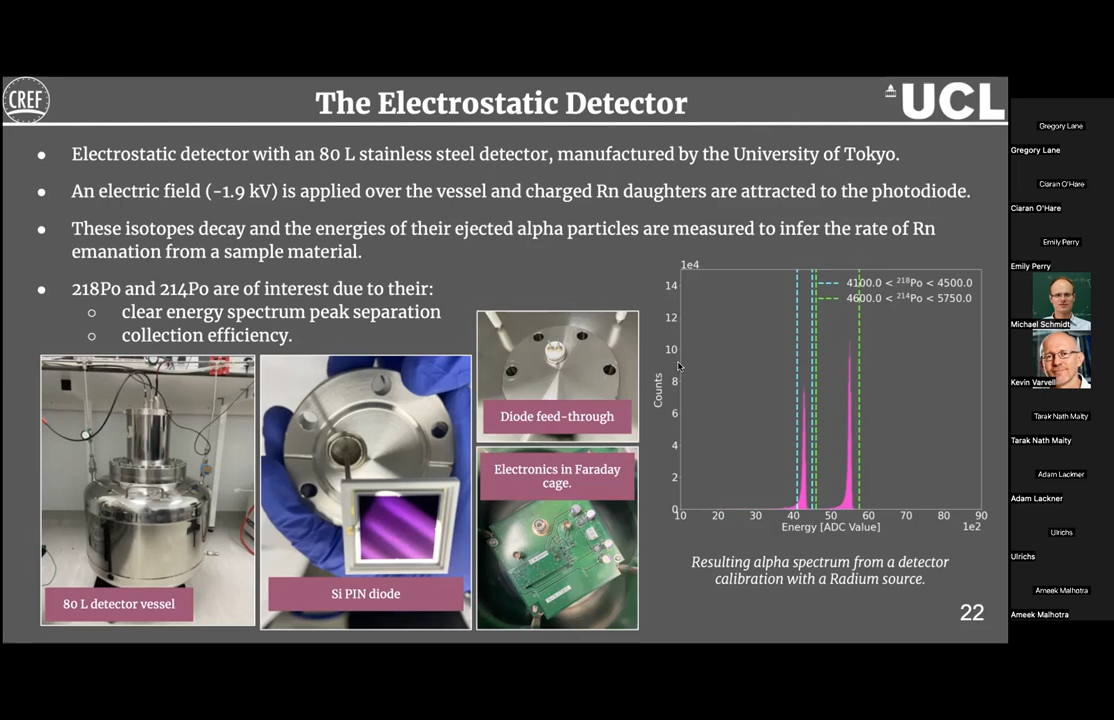 CREF
The Electrostatic Detector
UCL
● Electrostatic detector with an 80 L stainless steel detector, manufactured by the University of Tokyo.
● An electric field (-1.9 kV) is applied over the vessel and charged Rn daughters are attracted to the photodiode.
● These isotopes decay and the energies of their ejected alpha particles are measured to infer the rate of Rn
emanation from a sample material.
● 218Po and 214Po are of interest due to their:
○ clear energy spectrum peak separation
○ collection efficiency.
80 L detector vessel
Si PIN diode
Diode feed-through
Electronics in Faraday
cage.
1e4
14
12
10
8
6
4
2
0
Counts
4100.0 < ²¹⁸Po < 4500.0
4600.0 < ²¹⁴Po < 5750.0
10 20 30 40 50 60 70 80 90
Energy [ADC Value]
1e2
Resulting alpha spectrum from a detector
calibration with a Radium source.
22
Gregory Lane
Gregory Lane
Ciaran O'Hare
Ciaran O'Hare
Emily Perry
Emily Perry
Michael Schmidt
Kevin Varvell
Tarak Nath Maity
Tarak Nath Maity
Adam Lackner
Adam Lackner
Ulrichs
Ulrichs
Ameek Malhotra
Ameek Malhotra